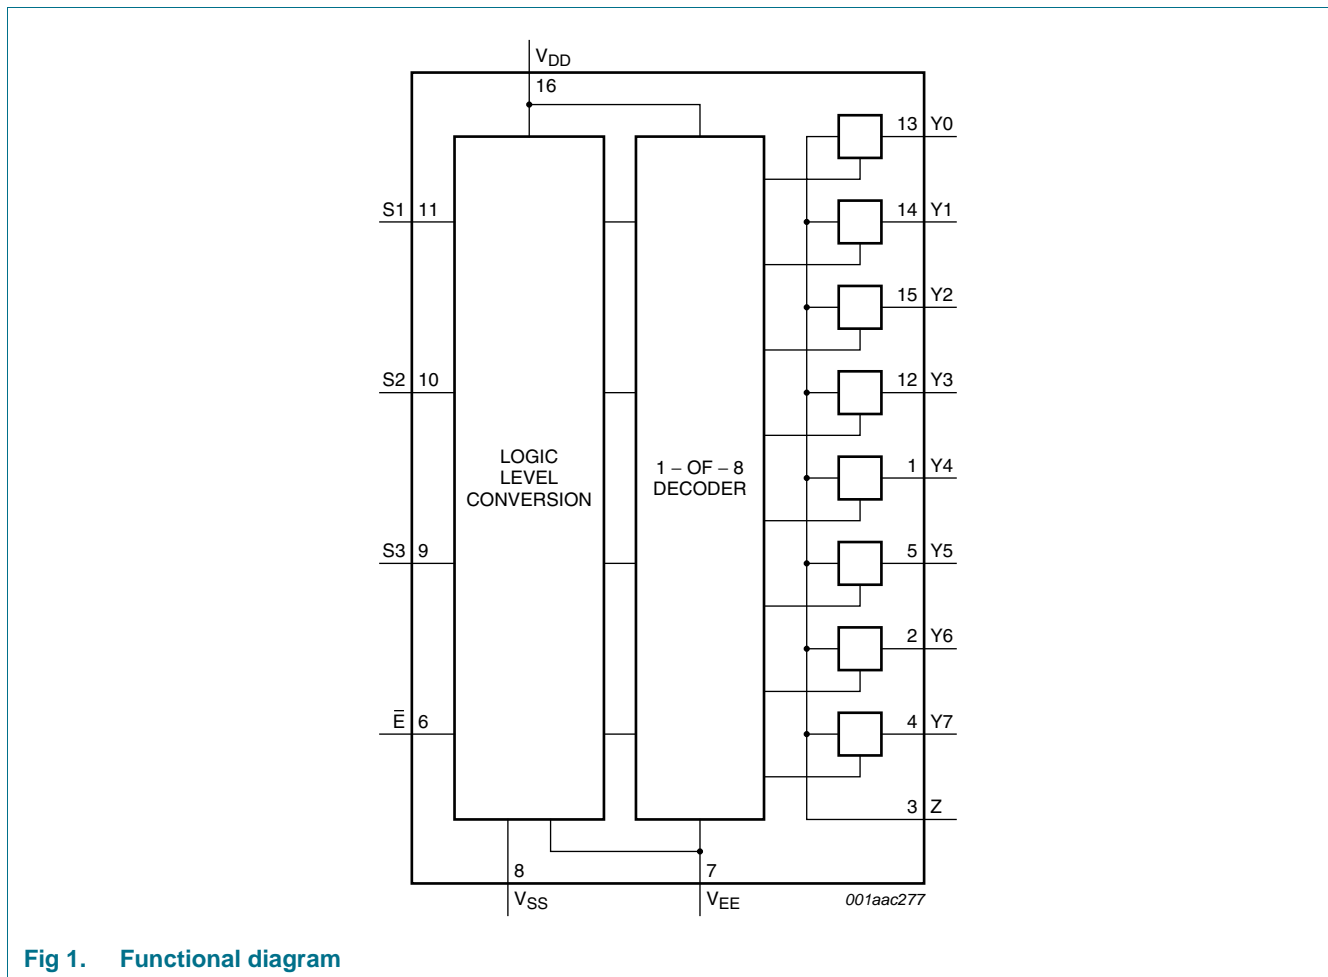 VDD
16
13 Y0
S1 11
14 Y1
15 Y2
S2 10
12 Y3
LOGIC
LEVEL
CONVERSION
1 – OF – 8
DECODER
1 Y4
S3 9
5 Y5
2 Y6
E̅ 6
4 Y7
3 Z
8
7
VSS
VEE
001aac277
Fig 1. Functional diagram